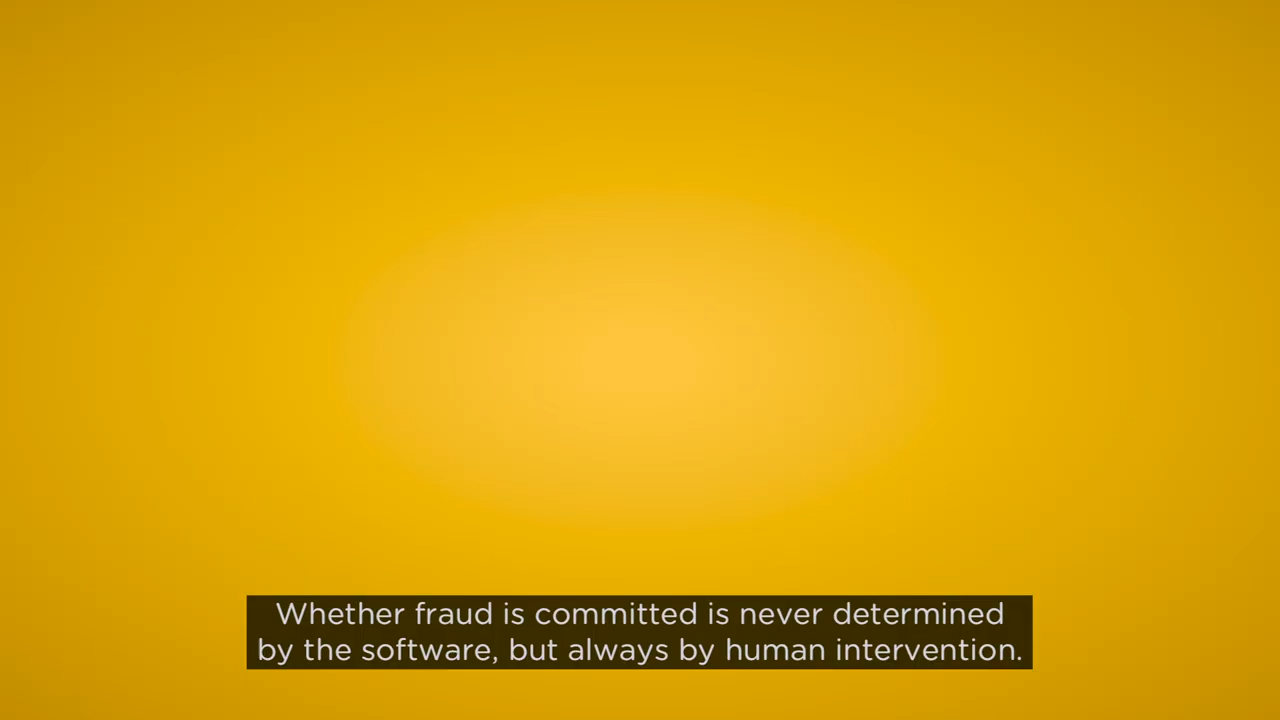 Whether fraud is committed is never determined
by the software, but always by human intervention.